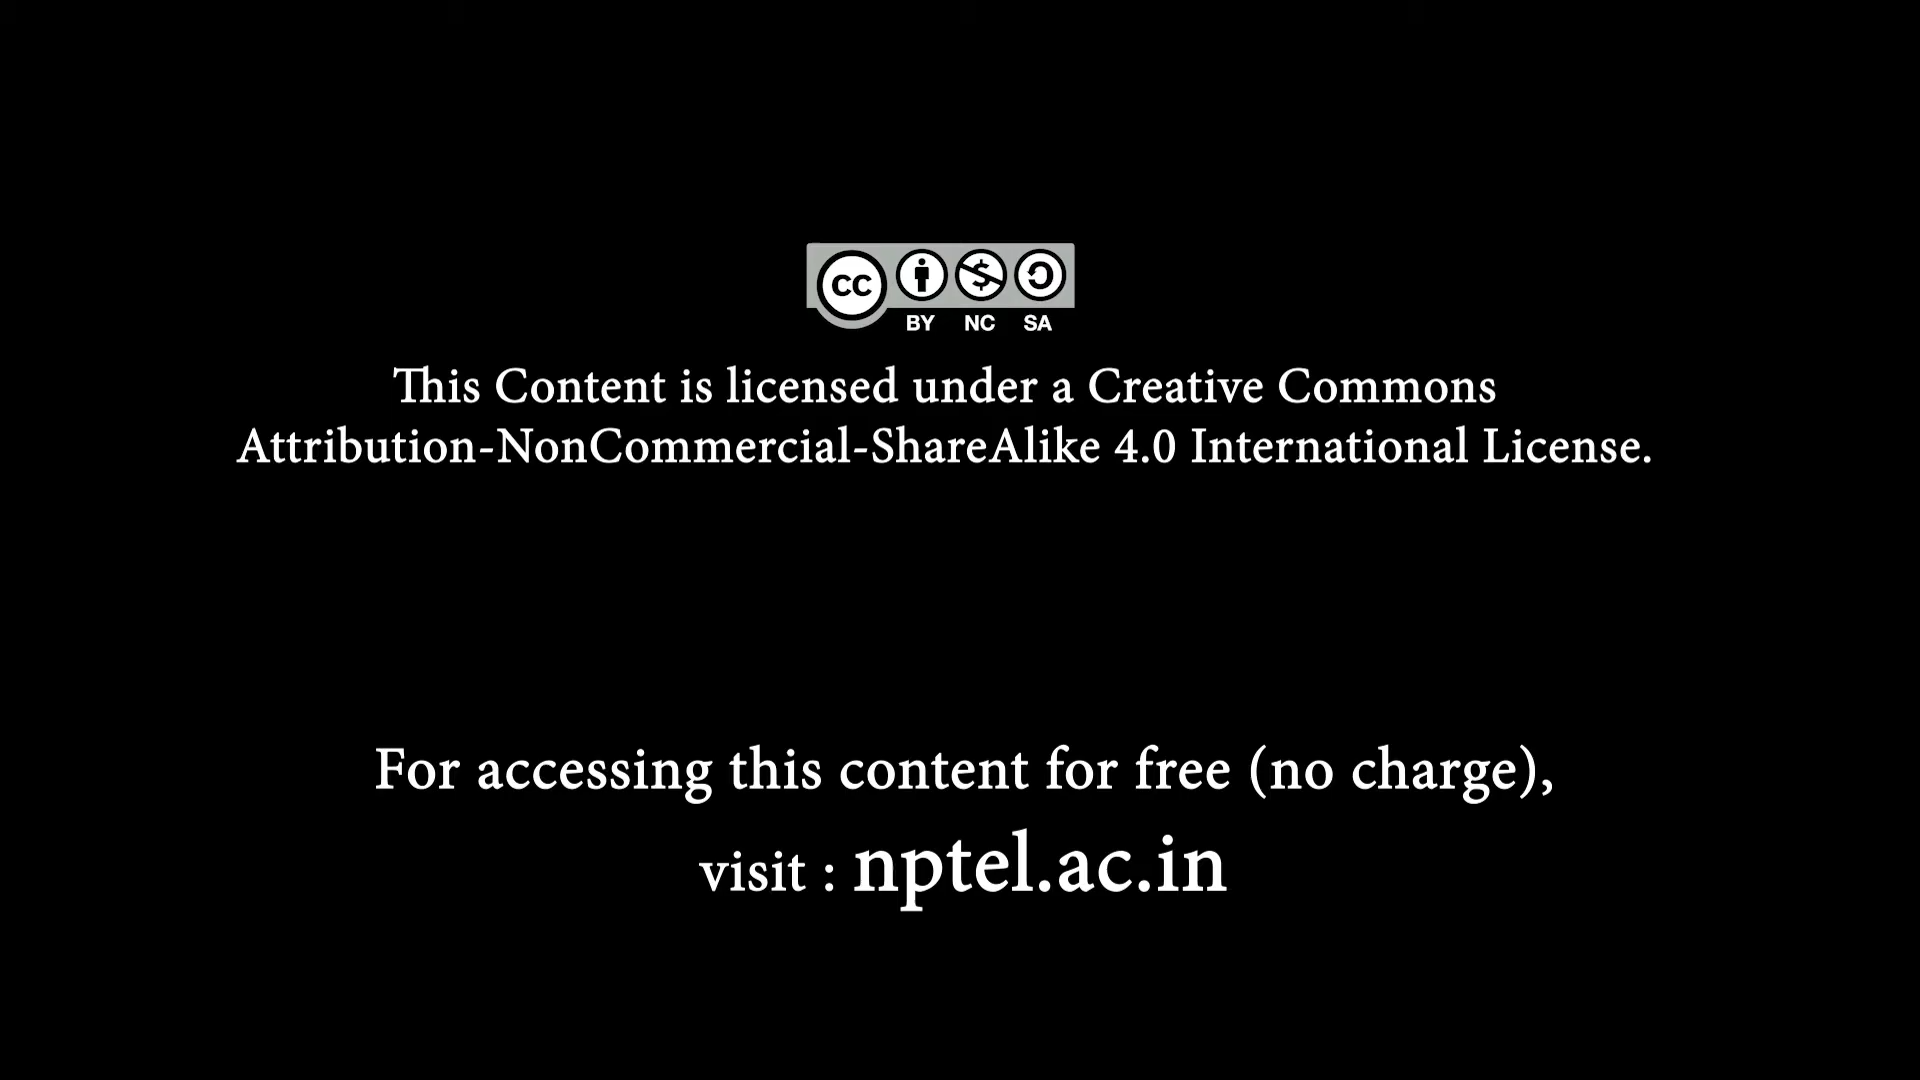 cc
BY NC SA
This Content is licensed under a Creative Commons
Attribution-NonCommercial-ShareAlike 4.0 International License.
For accessing this content for free (no charge),
visit : nptel.ac.in